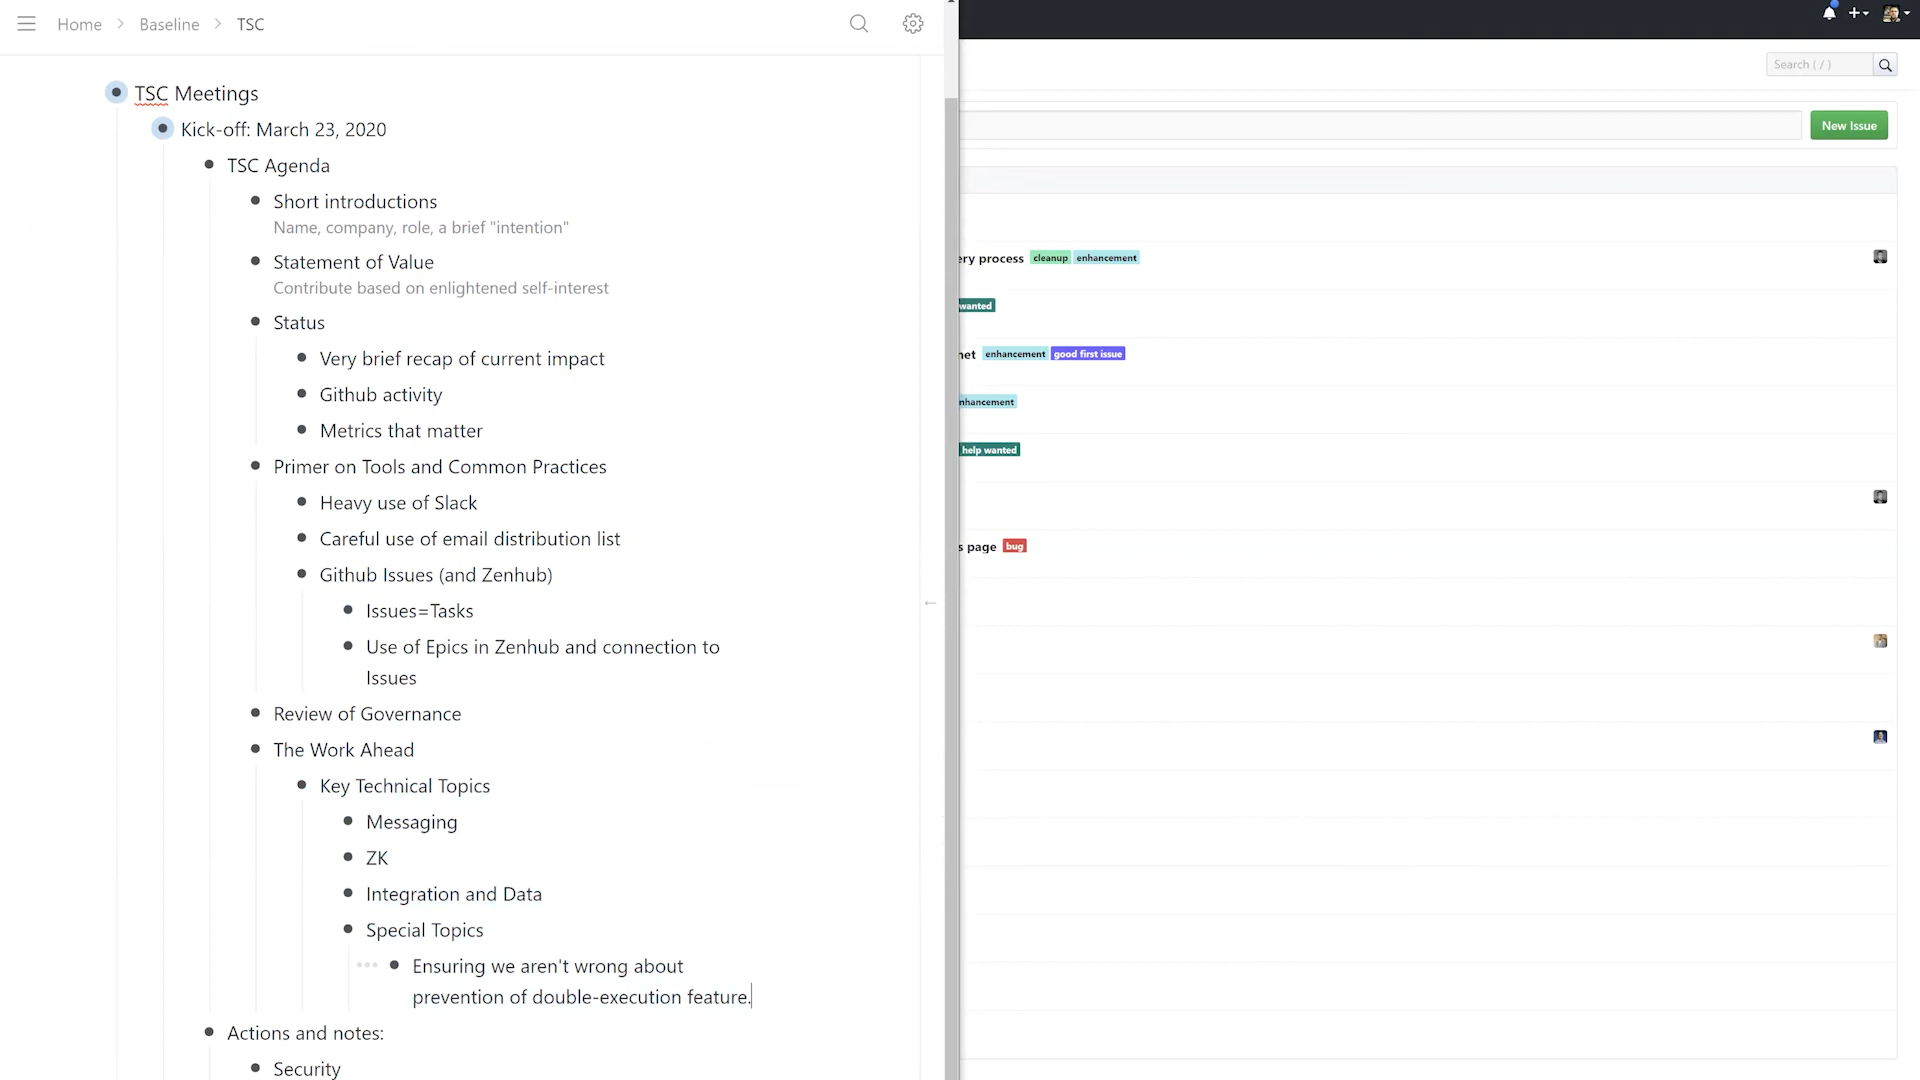 Home > Baseline > TSC
TSC Meetings
Kick-off: March 23, 2020
TSC Agenda
Short introductions
Name, company, role, a brief "intention"
Statement of Value
Contribute based on enlightened self-interest
Status
Very brief recap of current impact
Github activity
Metrics that matter
Primer on Tools and Common Practices
Heavy use of Slack
Careful use of email distribution list
Github Issues (and Zenhub)
Issues=Tasks
Use of Epics in Zenhub and connection to
Issues
Review of Governance
The Work Ahead
Key Technical Topics
Messaging
ZK
Integration and Data
Special Topics
Ensuring we aren't wrong about
prevention of double-execution feature.
Actions and notes:
Security
Search ( / )
New Issue
ery process cleanup enhancement
wanted
net enhancement good first issue
nhancement
help wanted
s page bug